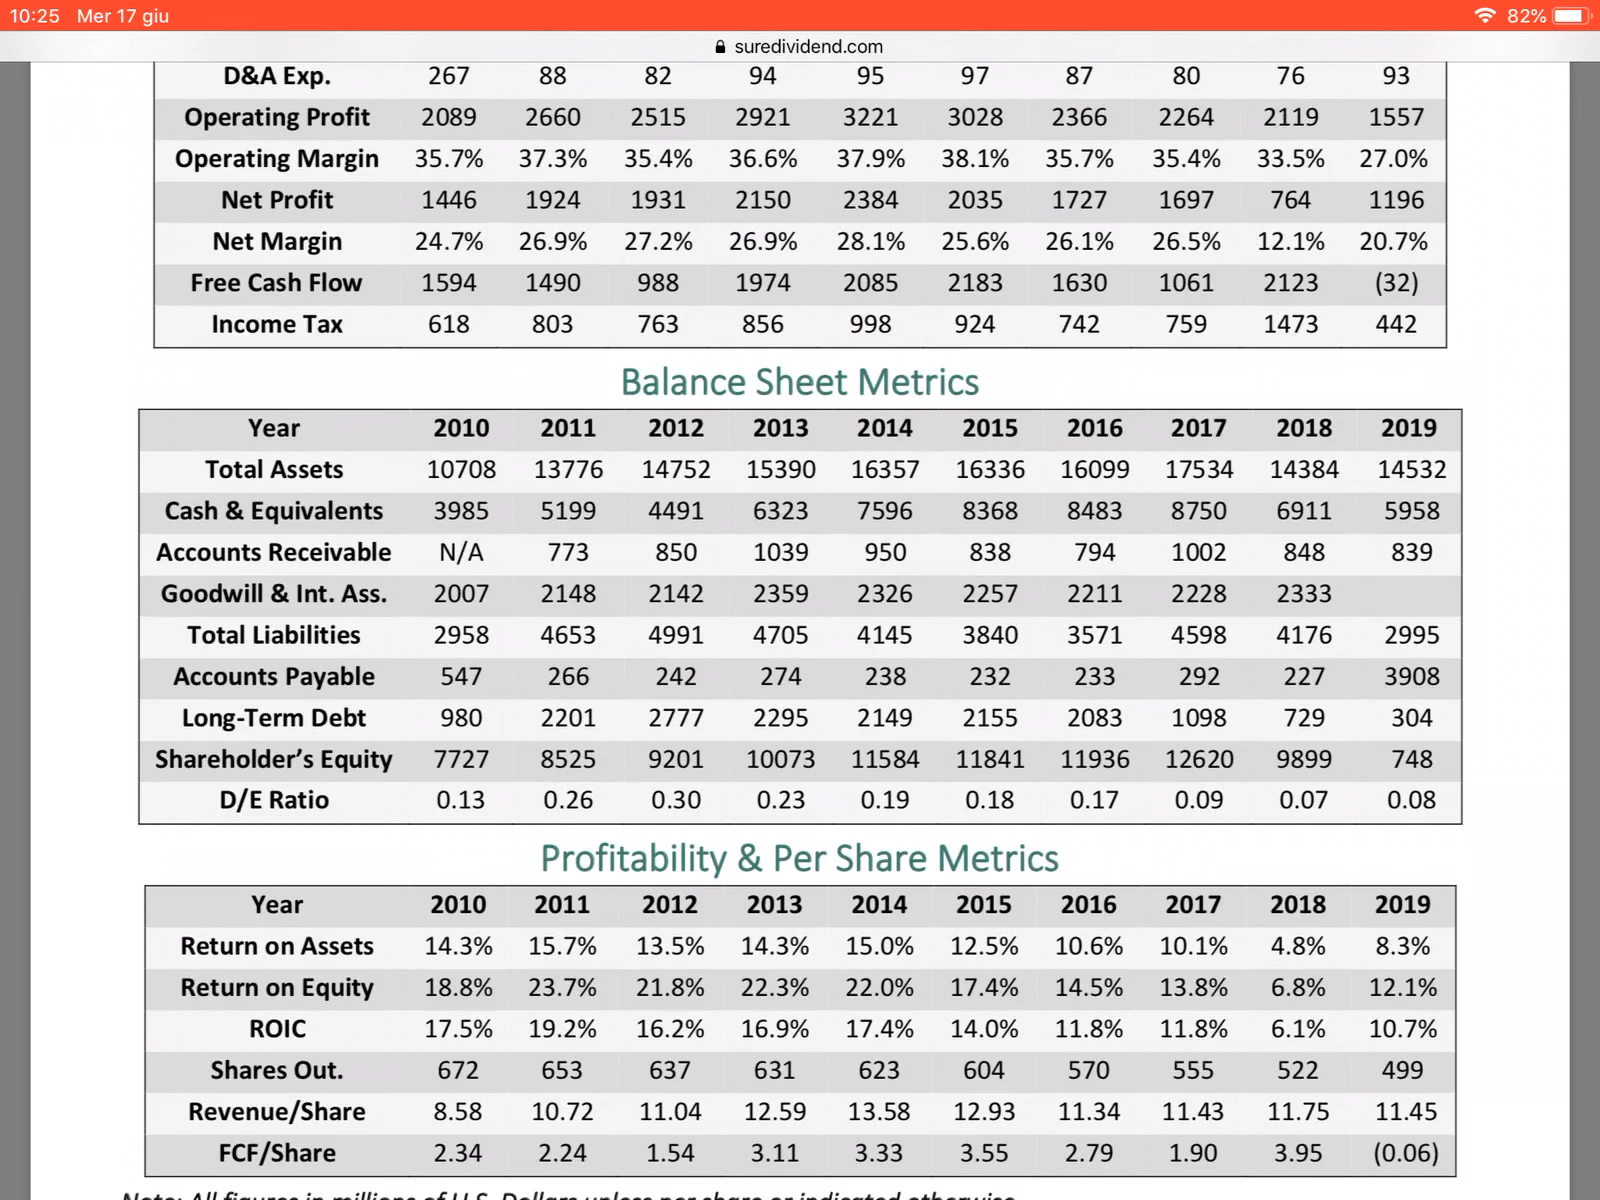 10:25 Mer 17 giu 82%
suredividend.com
D&A Exp. 267 88 82 94 95 97 87 80 76 93
Operating Profit 2089 2660 2515 2921 3221 3028 2366 2264 2119 1557
Operating Margin 35.7% 37.3% 35.4% 36.6% 37.9% 38.1% 35.7% 35.4% 33.5% 27.0%
Net Profit 1446 1924 1931 2150 2384 2035 1727 1697 764 1196
Net Margin 24.7% 26.9% 27.2% 26.9% 28.1% 25.6% 26.1% 26.5% 12.1% 20.7%
Free Cash Flow 1594 1490 988 1974 2085 2183 1630 1061 2123 (32)
Income Tax 618 803 763 856 998 924 742 759 1473 442
Balance Sheet Metrics
Year 2010 2011 2012 2013 2014 2015 2016 2017 2018 2019
Total Assets 10708 13776 14752 15390 16357 16336 16099 17534 14384 14532
Cash & Equivalents 3985 5199 4491 6323 7596 8368 8483 8750 6911 5958
Accounts Receivable N/A 773 850 1039 950 838 794 1002 848 839
Goodwill & Int. Ass. 2007 2148 2142 2359 2326 2257 2211 2228 2333
Total Liabilities 2958 4653 4991 4705 4145 3840 3571 4598 4176 2995
Accounts Payable 547 266 242 274 238 232 233 292 227 3908
Long-Term Debt 980 2201 2777 2295 2149 2155 2083 1098 729 304
Shareholder’s Equity 7727 8525 9201 10073 11584 11841 11936 12620 9899 748
D/E Ratio 0.13 0.26 0.30 0.23 0.19 0.18 0.17 0.09 0.07 0.08
Profitability & Per Share Metrics
Year 2010 2011 2012 2013 2014 2015 2016 2017 2018 2019
Return on Assets 14.3% 15.7% 13.5% 14.3% 15.0% 12.5% 10.6% 10.1% 4.8% 8.3%
Return on Equity 18.8% 23.7% 21.8% 22.3% 22.0% 17.4% 14.5% 13.8% 6.8% 12.1%
ROIC 17.5% 19.2% 16.2% 16.9% 17.4% 14.0% 11.8% 11.8% 6.1% 10.7%
Shares Out. 672 653 637 631 623 604 570 555 522 499
Revenue/Share 8.58 10.72 11.04 12.59 13.58 12.93 11.34 11.43 11.75 11.45
FCF/Share 2.34 2.24 1.54 3.11 3.33 3.55 2.79 1.90 3.95 (0.06)
Note: All figures in millions of U.S. Dollars unless per share or indicated otherwise.